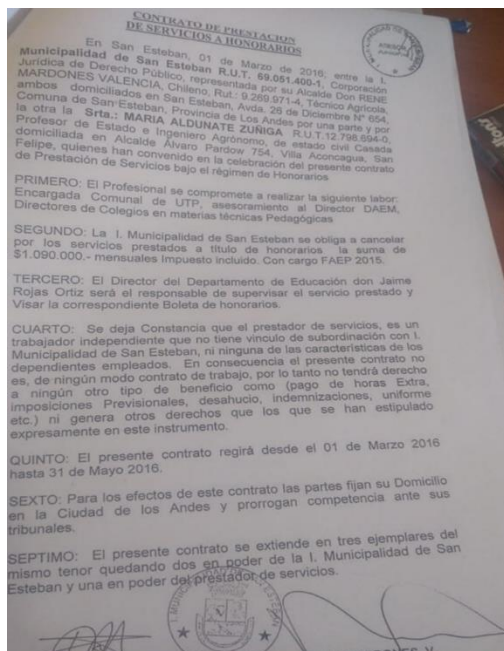 CONTRATO DE PRESTACION
DE SERVICIOS A HONORARIOS
En San Esteban, 01 de Marzo de 2016, entre la I.
Municipalidad de San Esteban R.U.T. 69.051.400-1, Corporación
Jurídica de Derecho Público, representada por su Alcalde Don RENE
MARDONES VALENCIA, Chileno, Rut.: 9.269.971-4, Técnico Agrícola,
ambos domiciliados en San Esteban, Avda. 26 de Diciembre N° 654,
Comuna de San Esteban, Provincia de Los Andes por una parte y por
la otra la Srta.: MARIA ALDUNATE ZUÑIGA R.U.T.12.798.694-0,
Profesor de Estado e Ingeniero Agrónomo, de estado civil Casada
domiciliada en Alcalde Álvaro Pardow 754, Villa Aconcagua, San
Felipe, quienes han convenido en la celebración del presente contrato
de Prestación de Servicios bajo el régimen de Honorarios
PRIMERO: El Profesional se compromete a realizar la siguiente labor:
Encargada Comunal de UTP, asesoramiento al Director DAEM,
Directores de Colegios en materias técnicas Pedagógicas
SEGUNDO: La I. Municipalidad de San Esteban se obliga a cancelar
por los servicios prestados a título de honorarios la suma de
$1.090.000.- mensuales Impuesto incluido. Con cargo FAEP 2015.
TERCERO: El Director del Departamento de Educación don Jaime
Rojas Ortiz será el responsable de supervisar el servicio prestado y
Visar la correspondiente Boleta de honorarios.
CUARTO: Se deja Constancia que el prestador de servicios, es un
trabajador independiente que no tiene vinculo de subordinación con I.
Municipalidad de San Esteban, ni ninguna de las características de los
dependientes empleados. En consecuencia el presente contrato no
es, de ningún modo contrato de trabajo, por lo tanto no tendrá derecho
a ningún otro tipo de beneficio como (pago de horas Extra,
imposiciones Previsionales, desahucio, indemnizaciones, uniforme
etc.) ni genera otros derechos que los que se han estipulado
expresamente en este instrumento.
QUINTO: El presente contrato regirá desde el 01 de Marzo 2016
hasta 31 de Mayo 2016.
SEXTO: Para los efectos de este contrato las partes fijan su Domicilio
en la Ciudad de los Andes y prorrogan competencia ante sus
tribunales.
SEPTIMO: El presente contrato se extiende en tres ejemplares del
mismo tenor quedando dos en poder de la I. Municipalidad de San
Esteban y una en poder del prestador de servicios.